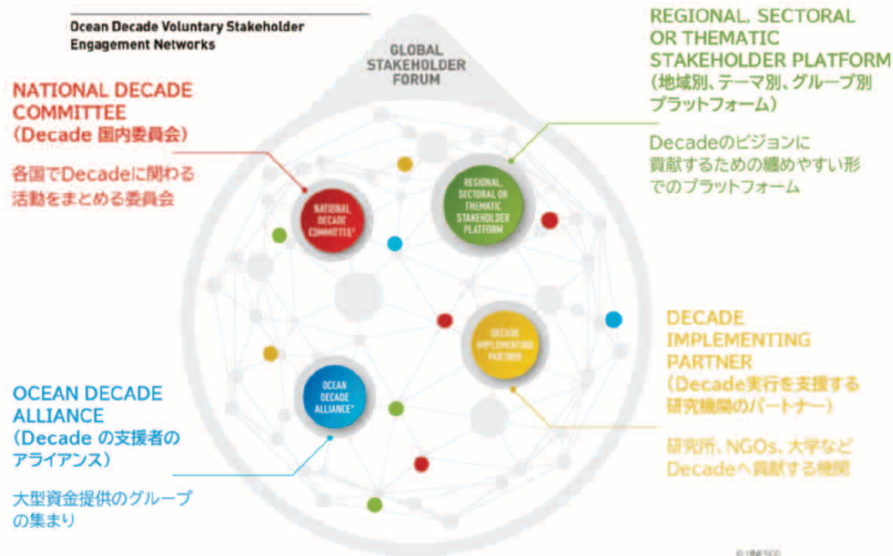 Ocean Decade Voluntary Stakeholder
Engagement Networks
GLOBAL
STAKEHOLDER
FORUM
NATIONAL DECADE
COMMITTEE
(Decade 国内委員会)
各国でDecadeに関わる
活動をまとめる委員会
REGIONAL, SECTORAL
OR THEMATIC
STAKEHOLDER PLATFORM
(地域別、テーマ別、グループ別
プラットフォーム)
Decadeのビジョンに
貢献するための纏めやすい形
でのプラットフォーム
NATIONAL
DECADE
COMMITTEE*
REGIONAL,
SECTORAL OR
THEMATIC
STAKEHOLDER
PLATFORM
DECADE
IMPLEMENTING
PARTNER
OCEAN
DECADE
ALLIANCE*
OCEAN DECADE
ALLIANCE
(Decade の支援者の
アライアンス)
大型資金提供のグループ
の集まり
DECADE
IMPLEMENTING
PARTNER
(Decade実行を支援する
研究機関のパートナー)
研究所、NGOs、大学など
Decadeへ貢献する機関
© UNESCO